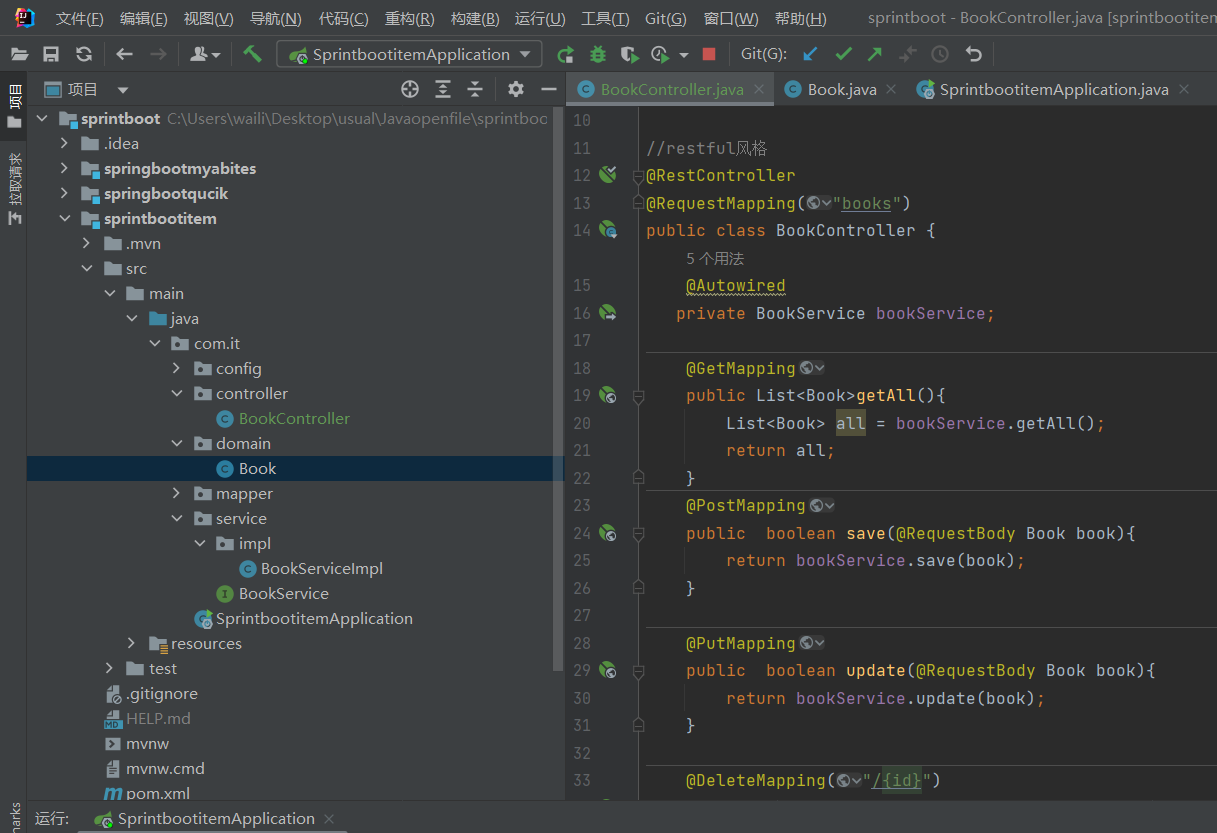 文件(F) 编辑(E) 视图(V) 导航(N) 代码(C) 重构(R) 构建(B) 运行(U) 工具(T) Git(G) 窗口(W) 帮助(H) sprintboot - BookController.java [sprintbootitem
SprintbootitemApplication Git(G):
项目
BookController.java Book.java SprintbootitemApplication.java
项目
拉取请求
sprintboot C:\Users\waili\Desktop\usual\Javaopenfile\sprintboo
.idea
springbootmyabites
springbootqucik
sprintbootitem
.mvn
src
main
java
com.it
config
controller
BookController
domain
Book
mapper
service
impl
BookServiceImpl
BookService
SprintbootitemApplication
resources
test
.gitignore
HELP.md
mvnw
mvnw.cmd
pom.xml
10
11 //restful风格
12 @RestController
13 @RequestMapping("books")
14 public class BookController {
5 个用法
15 @Autowired
16 private BookService bookService;
17
18 @GetMapping
19 public List<Book>getAll(){
20 List<Book> all = bookService.getAll();
21 return all;
22 }
23 @PostMapping
24 public  boolean save(@RequestBody Book book){
25 return bookService.save(book);
26 }
27
28 @PutMapping
29 public  boolean update(@RequestBody Book book){
30 return bookService.update(book);
31 }
32
33 @DeleteMapping("/{id}")
运行: SprintbootitemApplication